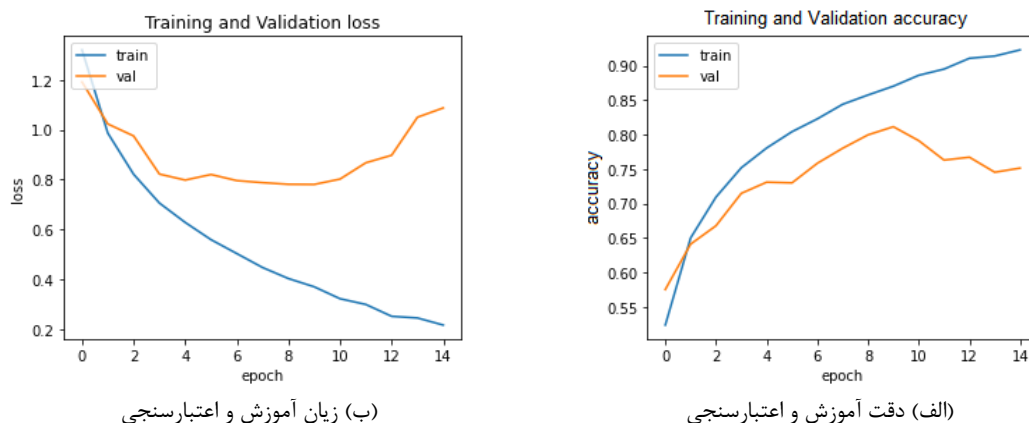 Training and Validation loss
train
val
1.2
1.0
0.8
0.6
0.4
0.2
loss
0 2 4 6 8 10 12 14
epoch
(ب) زیان آموزش و اعتبارسنجی
Training and Validation accuracy
train
val
0.90
0.85
0.80
0.75
0.70
0.65
0.60
0.55
accuracy
0 2 4 6 8 10 12 14
epoch
(الف) دقت آموزش و اعتبارسنجی